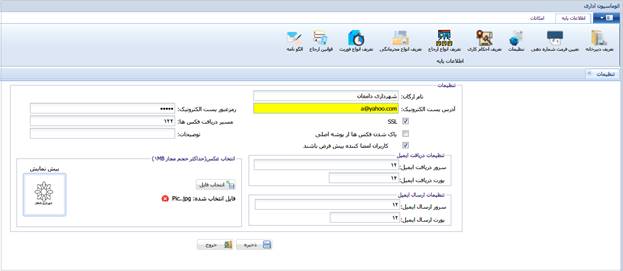 اتوماسیون اداری
اطلاعات پایه
امکانات
تعریف دبیرخانه
تعیین فرمت شماره دهی
تنظیمات
تعریف احکام کاری
تعریف انواع ارجاع
تعریف انواع محرمانگی
تعریف انواع فوریت
قوانین ارجاع
الگو نامه
اطلاعات پایه
تنظیمات
تنظیمات
نام ارگان: شهرداری دامغان
آدرس پست الکترونیک: a@yahoo.com
رمزعبور پست الکترونیک: •••••
SSL
مسیر دریافت فکس ها: ۱۲۲
پاک شدن فکس ها از پوشه اصلی
توضیحات:
کاربران امضا کننده پیش فرض باشند.
تنظیمات دریافت ایمیل
سرور دریافت ایمیل: ۱۲
پورت دریافت ایمیل: ۱۴
تنظیمات ارسال ایمیل
سرور ارسال ایمیل: ۱۲
پورت ارسال ایمیل: ۱۲
انتخاب عکس(حداکثر حجم مجاز ۱MB)
انتخاب فایل
فایل انتخاب شده: Pic..jpg
پیش نمایش
ذخیره
خروج